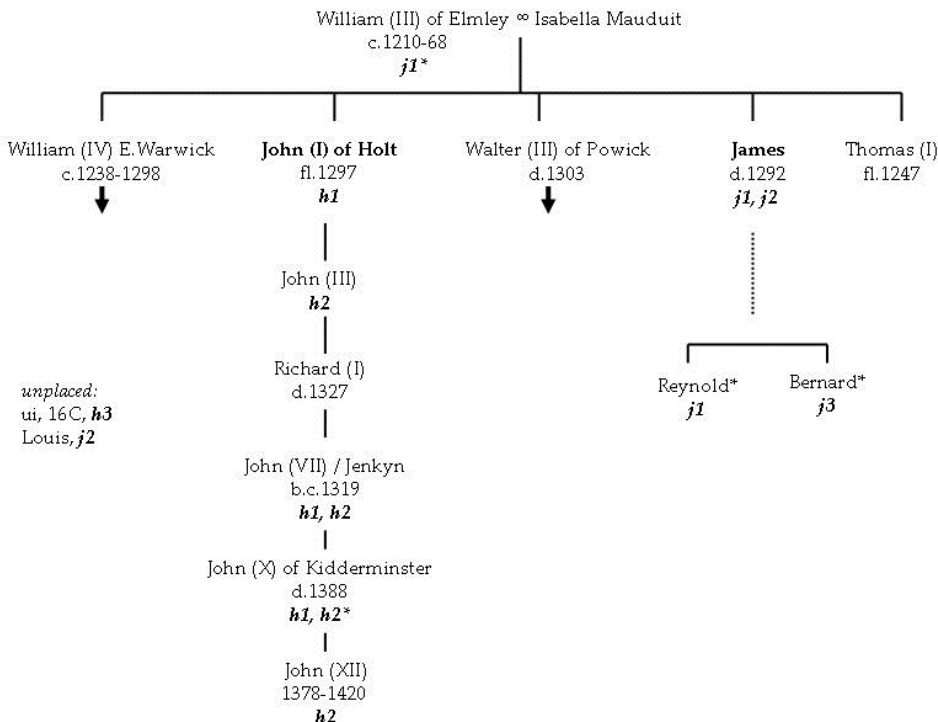 William (III) of Elmley ∞ Isabella Mauduit
c.1210-68
j1*
William (IV) E.Warwick
c.1238-1298
John (I) of Holt
fl.1297
h1
Walter (III) of Powick
d.1303
James
d.1292
j1, j2
Thomas (I)
fl.1247
John (III)
h2
Richard (I)
d.1327
Reynold*
j1
Bernard*
j3
unplaced:
ui, 16C, h3
Louis, j2
John (VII) / Jenkyn
b.c.1319
h1, h2
John (X) of Kidderminster
d.1388
h1, h2*
John (XII)
1378-1420
h2